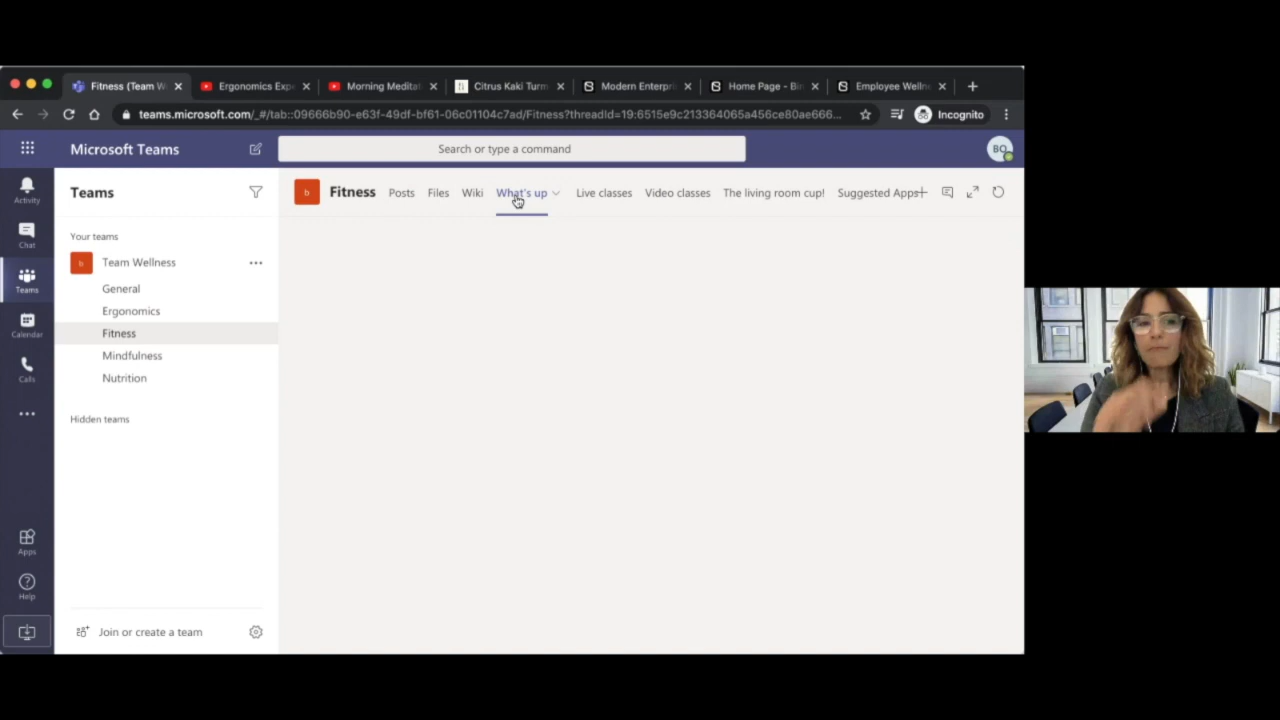 Fitness (Team W
Ergonomics Exp
Morning Medita
Citrus Kaki Turm
Modern Enterpri
Home Page - Bi
Employee Welln
teams.microsoft.com/_#/tab::09666b90-e63f-49df-bf61-06c01104c7ad/Fitness?threadId=19:6515e9c213364065a456ce80ae666...
Incognito
Microsoft Teams
Search or type a command
BO
Activity
Chat
Teams
Calendar
Calls
Apps
Help
Teams
Your teams
b Team Wellness
General
Ergonomics
Fitness
Mindfulness
Nutrition
Hidden teams
Join or create a team
b Fitness Posts Files Wiki What's up Live classes Video classes The living room cup! Suggested Apps